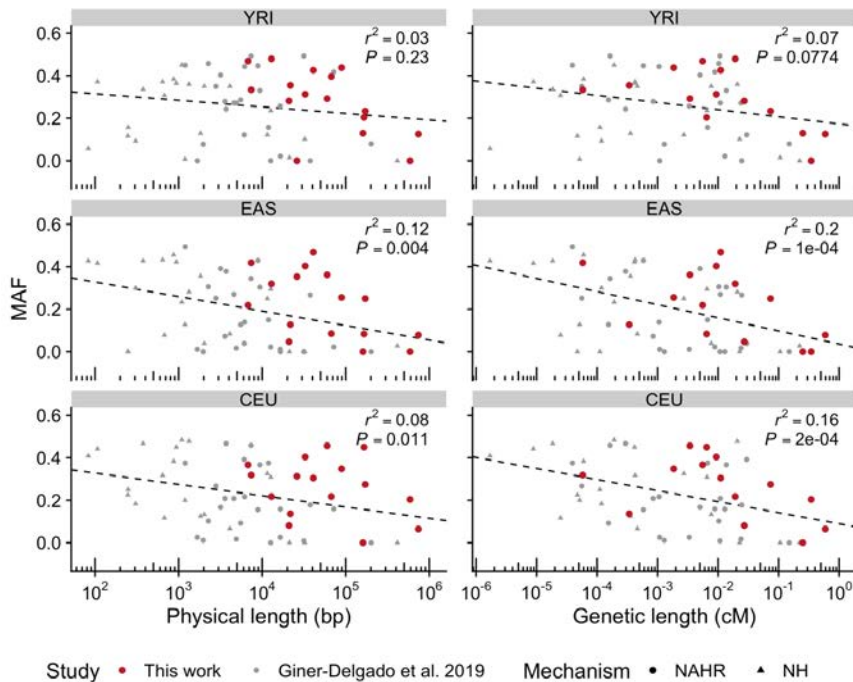 YRI YRI
r² = 0.03
P = 0.23
r² = 0.07
P = 0.0774
0.6
0.4
0.2
0.0
EAS EAS
r² = 0.12
P = 0.004
r² = 0.2
P = 1e-04
0.6
0.4
0.2
0.0
MAF
CEU CEU
r² = 0.08
P = 0.011
r² = 0.16
P = 2e-04
0.6
0.4
0.2
0.0
10² 10³ 10⁴ 10⁵ 10⁶ 10⁻⁶ 10⁻⁵ 10⁻⁴ 10⁻³ 10⁻² 10⁻¹ 10⁰
Physical length (bp) Genetic length (cM)
Study This work Giner-Delgado et al. 2019 Mechanism NAHR NH